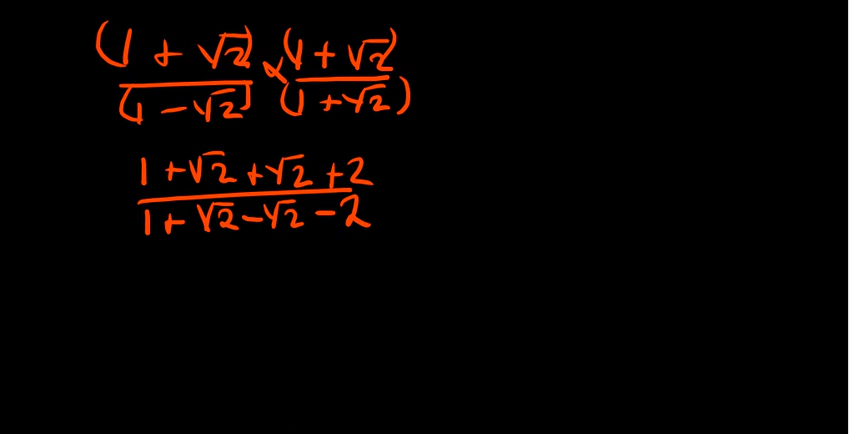 (1 + √2) × (1 + √2)
(1 - √2) (1 + √2)
1 + √2 + √2 + 2
1 + √2 - √2 - 2